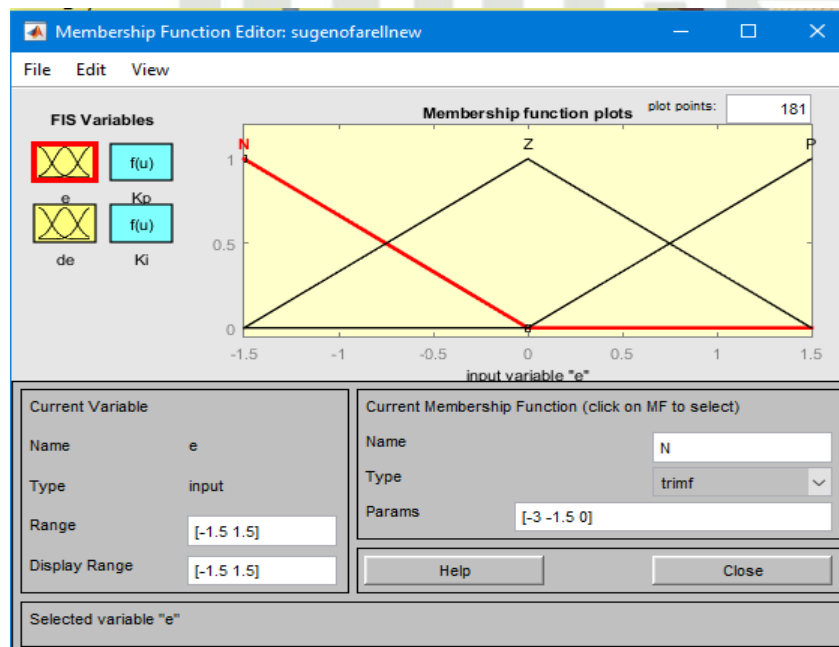 Membership Function Editor: sugenofarellnew
File Edit View
FIS Variables
e
f(u)
Kp
de
f(u)
Ki
Membership function plots
plot points: 181
N Z P
1
0.5
0
-1.5 -1 -0.5 0 0.5 1 1.5
input variable "e"
Current Variable
Name e
Type input
Range [-1.5 1.5]
Display Range [-1.5 1.5]
Current Membership Function (click on MF to select)
Name N
Type trimf
Params [-3 -1.5 0]
Help Close
Selected variable "e"